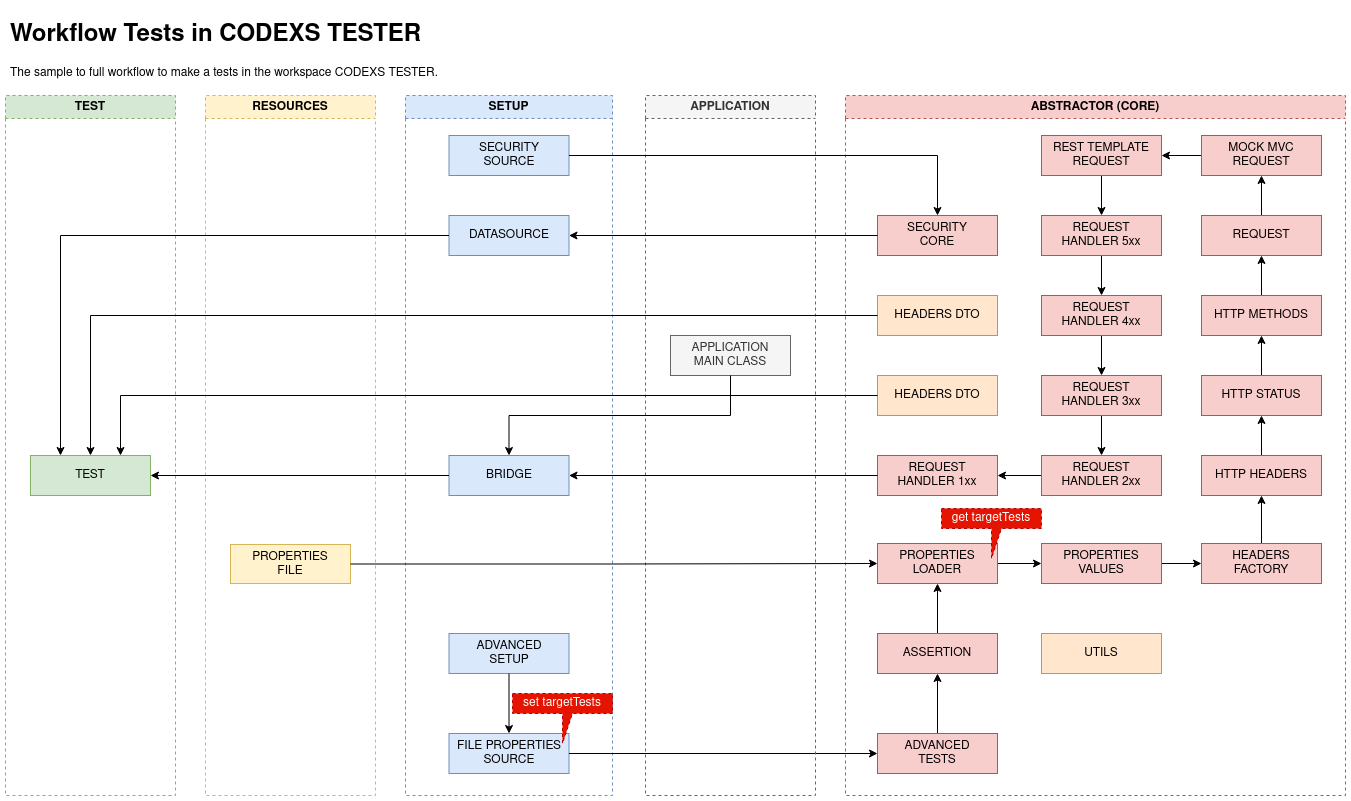 Workflow Tests in CODEXS TESTER
The sample to full workflow to make a tests in the workspace CODEXS TESTER.
TEST
RESOURCES
SETUP
APPLICATION
ABSTRACTOR (CORE)
SECURITY
SOURCE
REST TEMPLATE
REQUEST
MOCK MVC
REQUEST
DATASOURCE
SECURITY
CORE
REQUEST
HANDLER 5xx
REQUEST
HEADERS DTO
REQUEST
HANDLER 4xx
HTTP METHODS
APPLICATION
MAIN CLASS
HEADERS DTO
REQUEST
HANDLER 3xx
HTTP STATUS
TEST
BRIDGE
REQUEST
HANDLER 1xx
REQUEST
HANDLER 2xx
HTTP HEADERS
get targetTests
PROPERTIES
FILE
PROPERTIES
LOADER
PROPERTIES
VALUES
HEADERS
FACTORY
ADVANCED
SETUP
ASSERTION
UTILS
set targetTests
FILE PROPERTIES
SOURCE
ADVANCED
TESTS